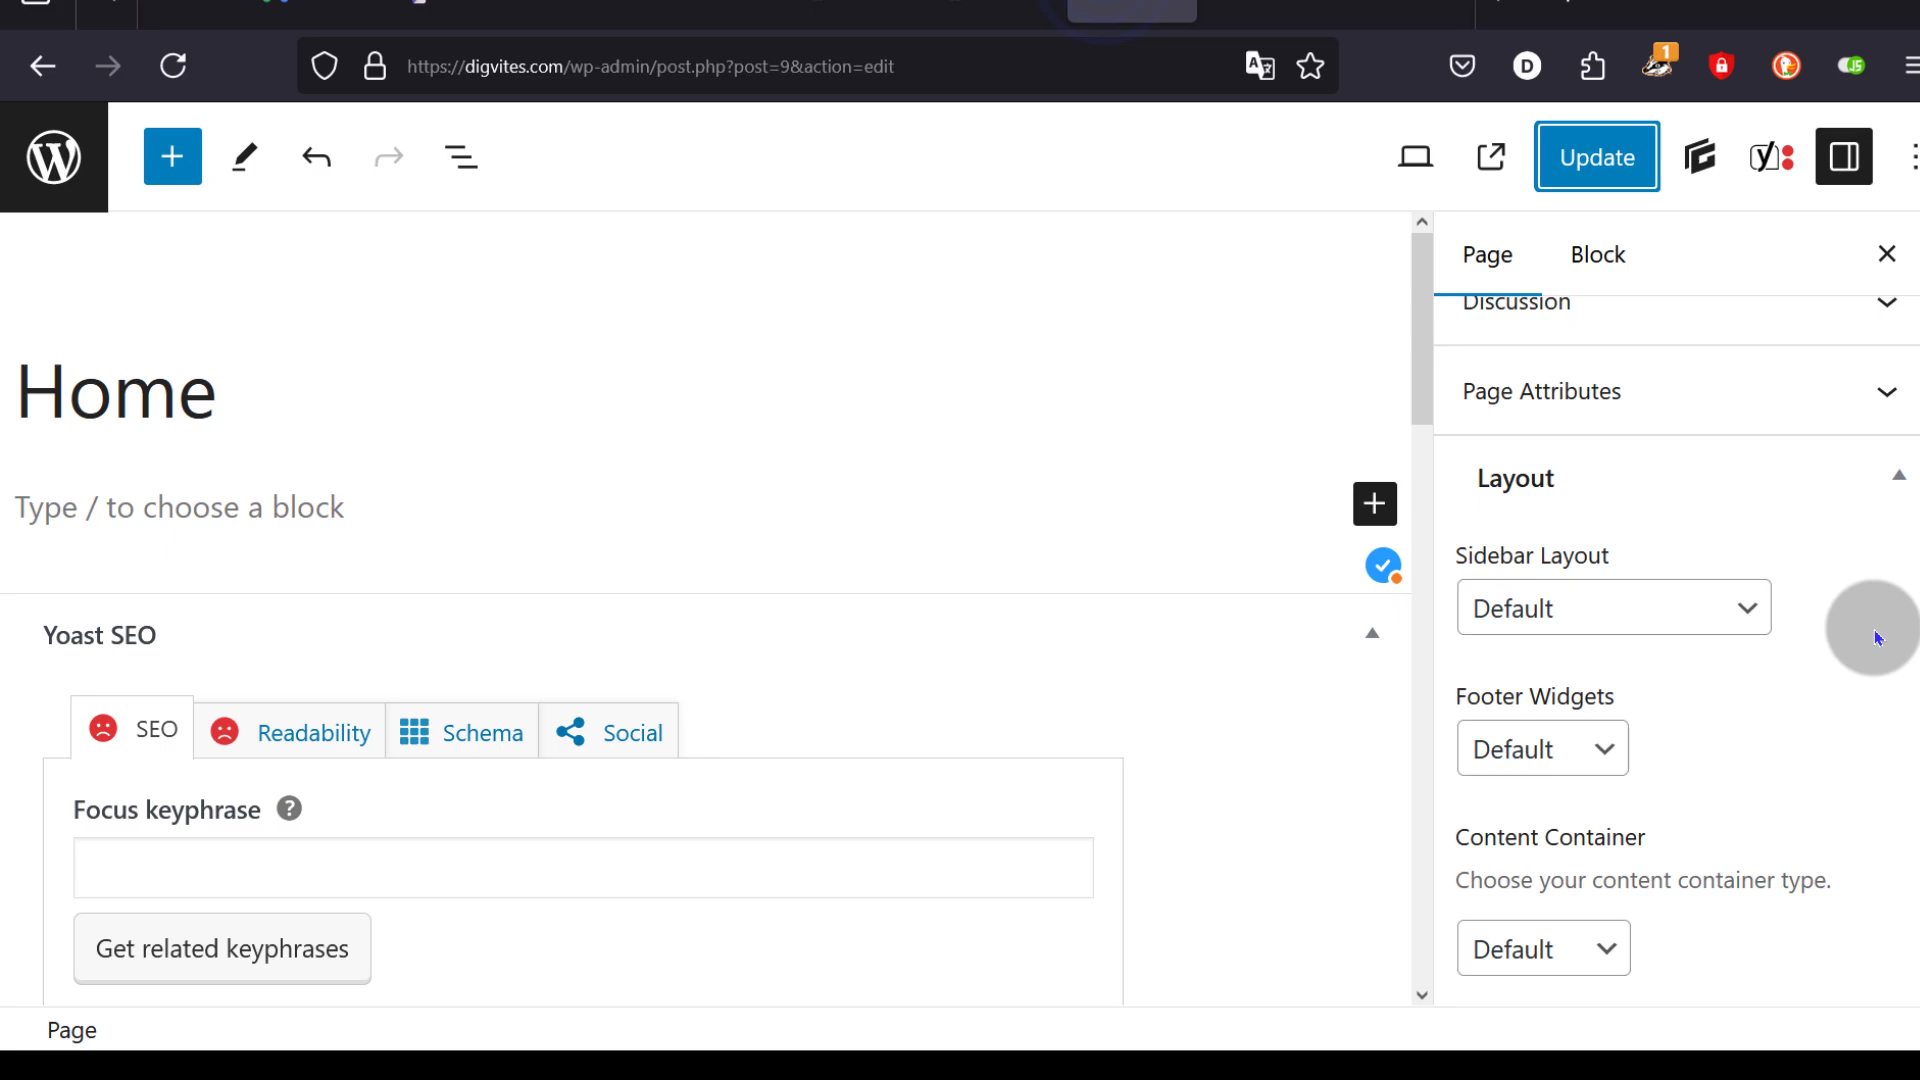 https://digvites.com/wp-admin/post.php?post=9&action=edit
D
1
JS
W
Update
y
Page
Block
Discussion
Home
Page Attributes
Layout
Type / to choose a block
Sidebar Layout
Default
Yoast SEO
Footer Widgets
SEO
Readability
Schema
Social
Default
Focus keyphrase ?
Content Container
Choose your content container type.
Get related keyphrases
Default
Page